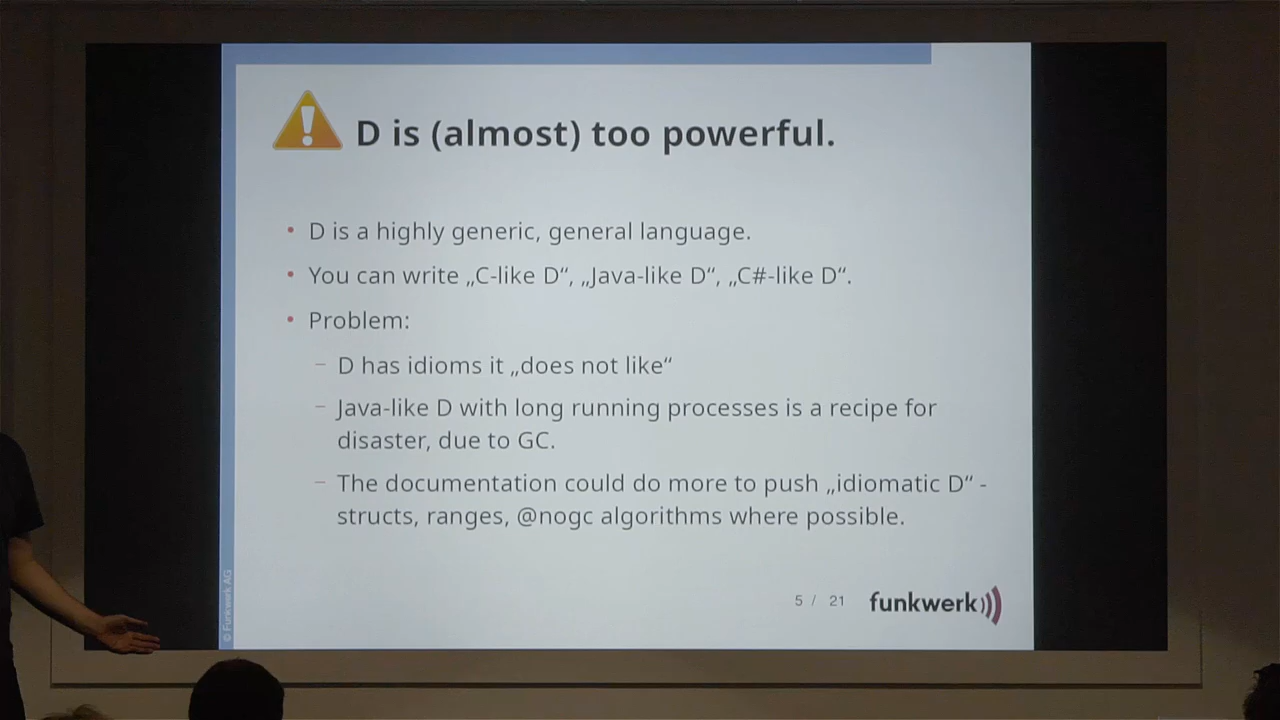 D is (almost) too powerful.
• D is a highly generic, general language.
• You can write „C-like D“, „Java-like D“, „C#-like D“.
• Problem:
– D has idioms it „does not like“
– Java-like D with long running processes is a recipe for
disaster, due to GC.
– The documentation could do more to push „idiomatic D“ -
structs, ranges, @nogc algorithms where possible.
5 / 21
funkwerk
© Funkwerk AG